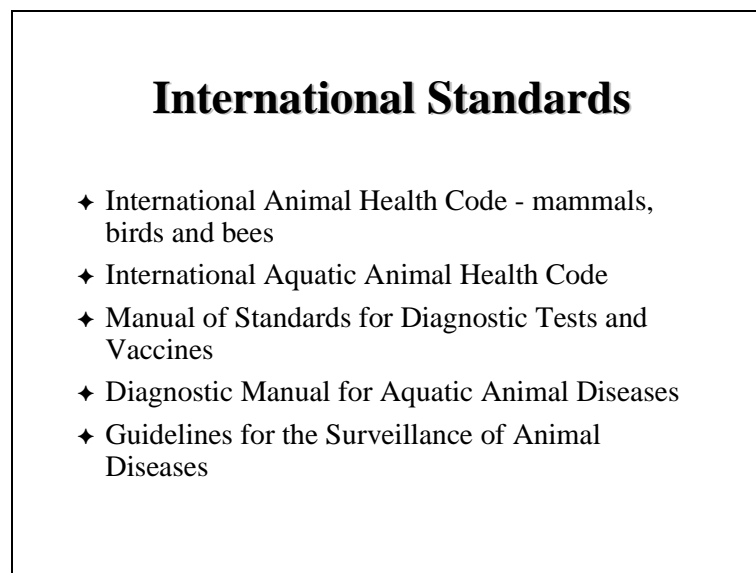 International Standards
✦ International Animal Health Code - mammals,
birds and bees
✦ International Aquatic Animal Health Code
✦ Manual of Standards for Diagnostic Tests and
Vaccines
✦ Diagnostic Manual for Aquatic Animal Diseases
✦ Guidelines for the Surveillance of Animal
Diseases